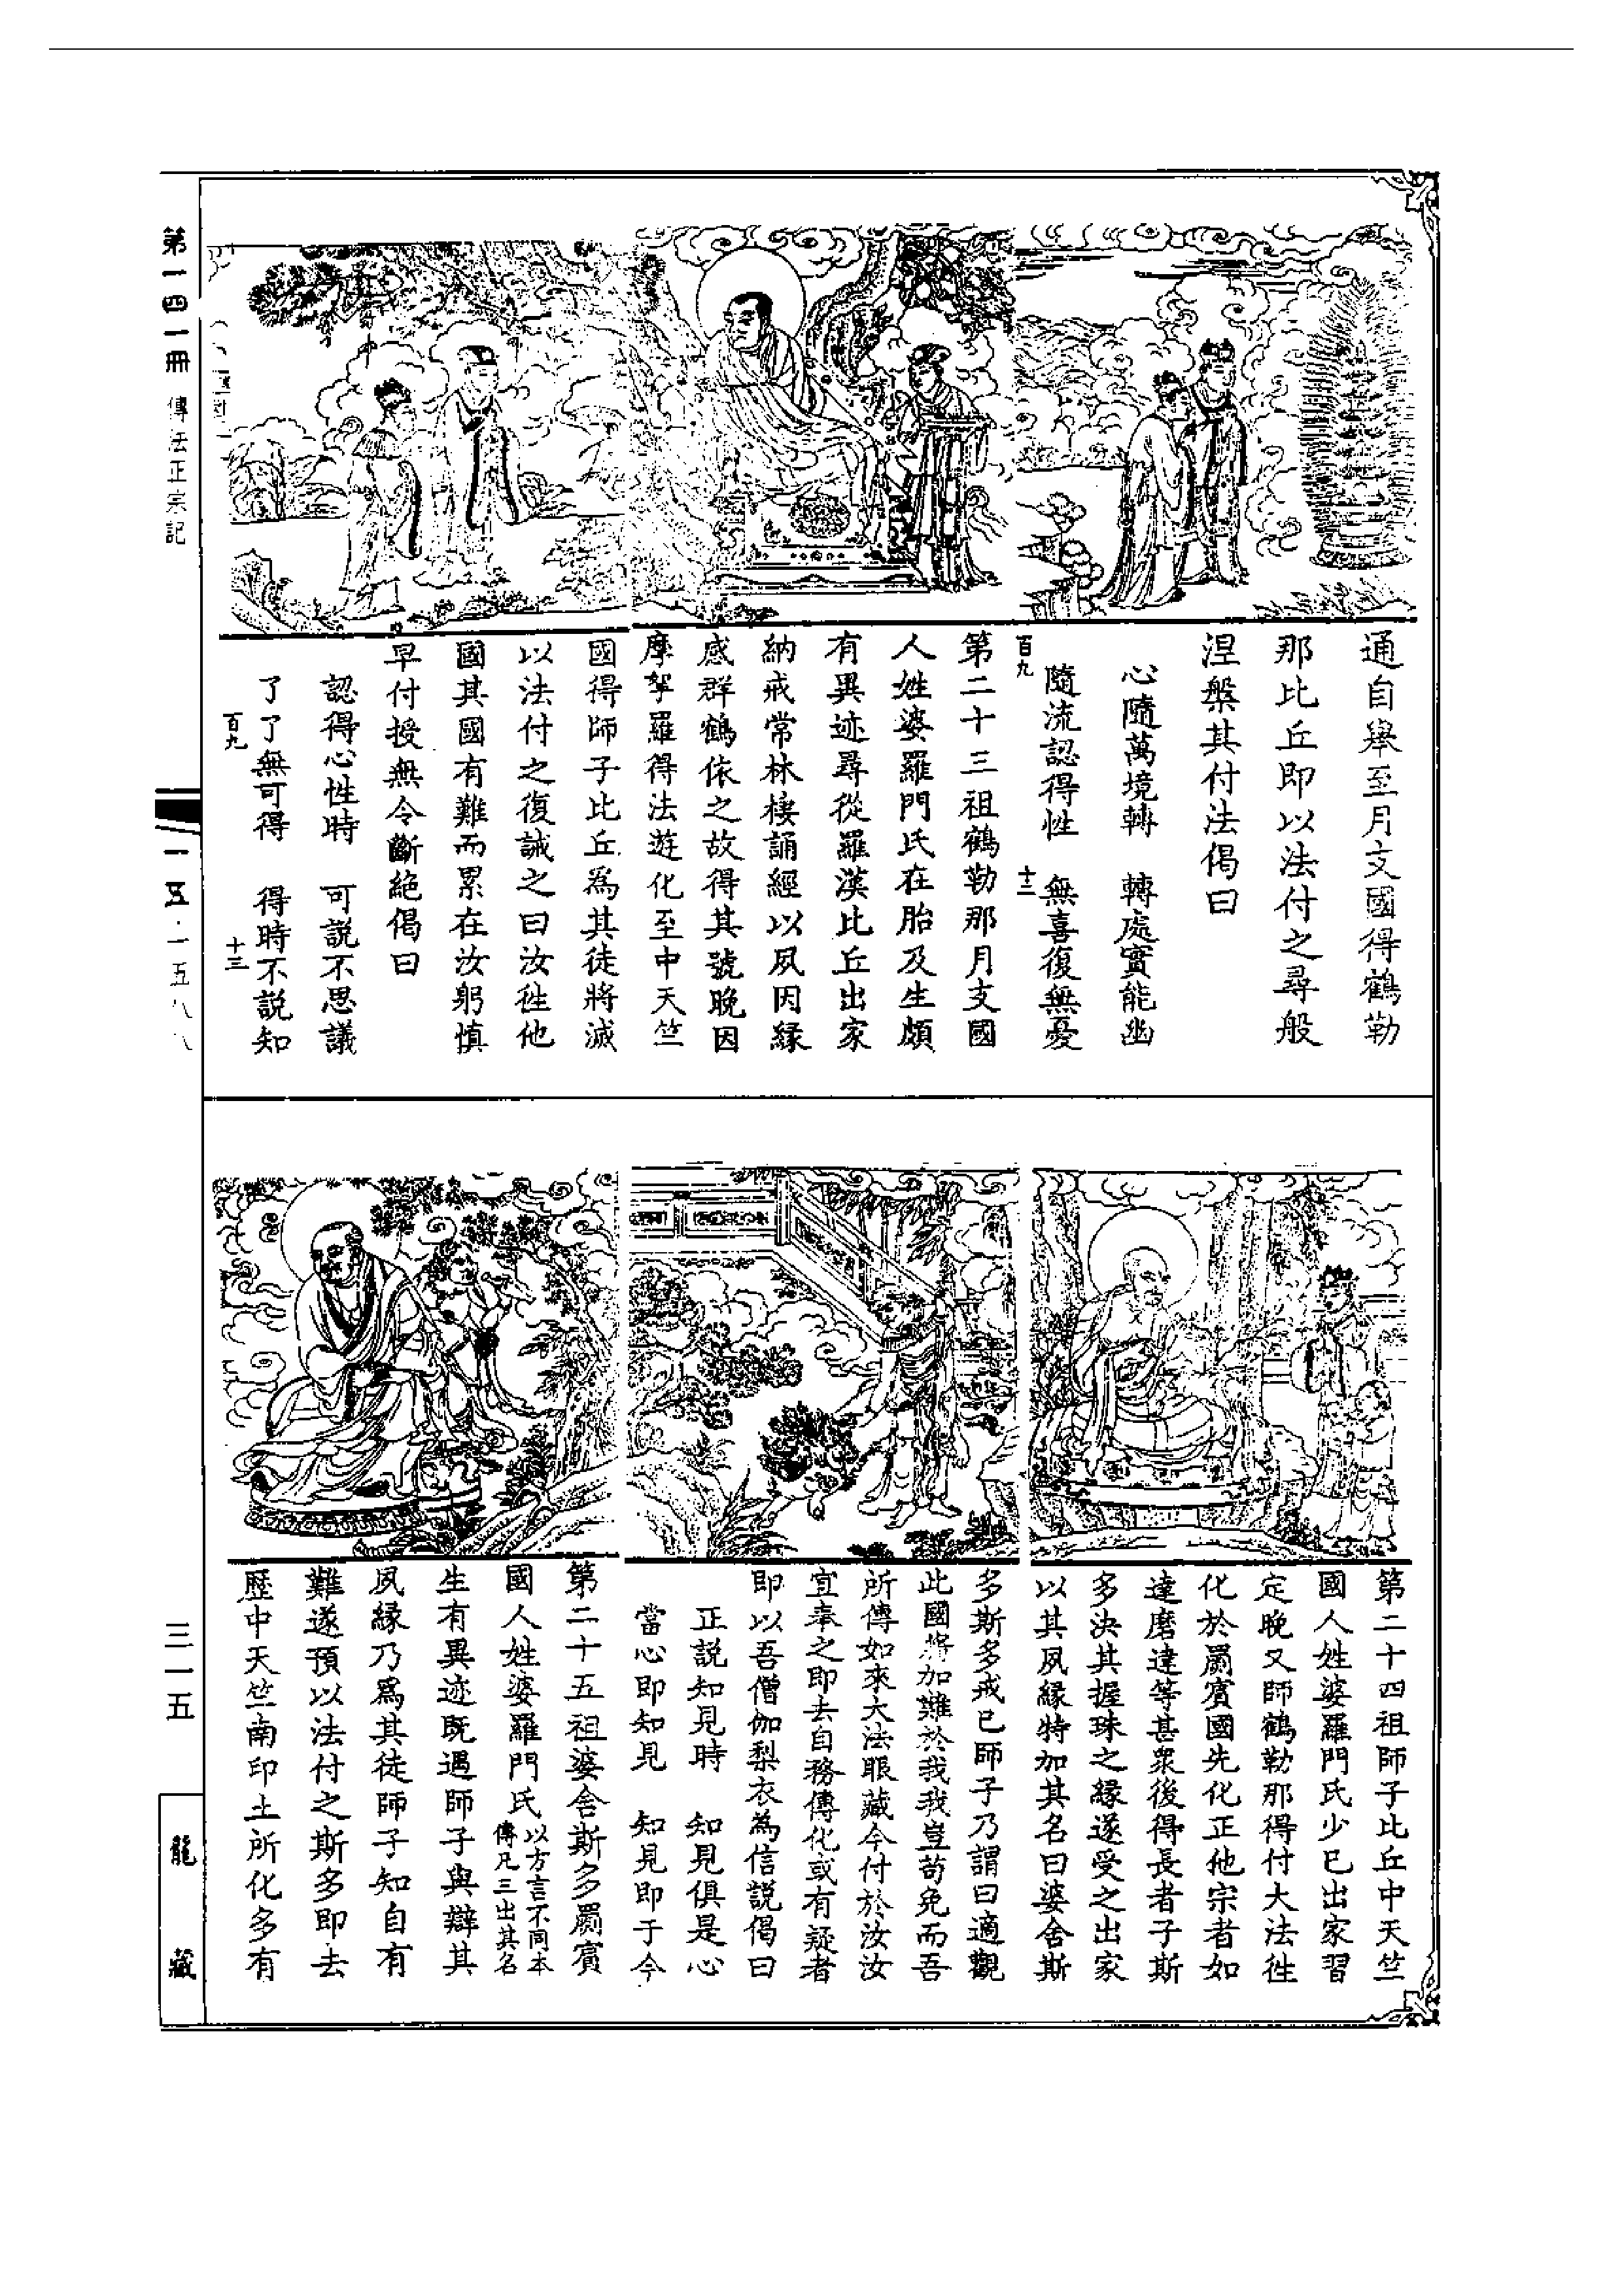 通自舉至月支國得鶴勒
那比丘即以法付之尋般
涅槃其付法偈曰
心隨萬境轉　轉處實能幽
隨流認得性　無喜復無憂
百九　十三
第二十三祖鶴勒那月支國
人姓婆羅門氏在胎及生頗
有異迹尋從羅漢比丘出家
納戒常林棲誦經以夙因緣
感群鶴依之故得其號晚因
摩拏羅得法遊化至中天竺
國得師子比丘為其徒將滅
以法付之復誡之曰汝往他
國其國有難而累在汝躬慎
早付授無令斷絕偈曰
認得心性時　可說不思議
了了無可得　得時不說知
百九　十三
第二十四祖師子比丘中天竺
國人姓婆羅門氏少已出家習
定晚又師鶴勒那得付大法往
化於罽賓國先化正他宗者如
達磨達等甚眾後得長者子斯
多決其握珠之緣遂受之出家
以其夙緣特加其名曰婆舍斯
多斯多戒已師子乃謂曰適觀
此國將加難於我我豈苟免而吾
所傳如來大法眼藏今付於汝汝
宜奉之即去自務傳化或有疑者
即以吾僧伽梨衣為信說偈曰
正說知見時　知見俱是心
當心即知見　知見即于今
第二十五祖婆舍斯多罽賓
國人姓婆羅門氏以方言不同本傳凡三出其名
生有異迹既遇師子與辯其
夙緣乃為其徒師子知自有
難遂預以法付之斯多即去
歷中天竺南印土所化多有
第一四一冊　傳法正宗記
一五·一五八八
三一五
龍藏